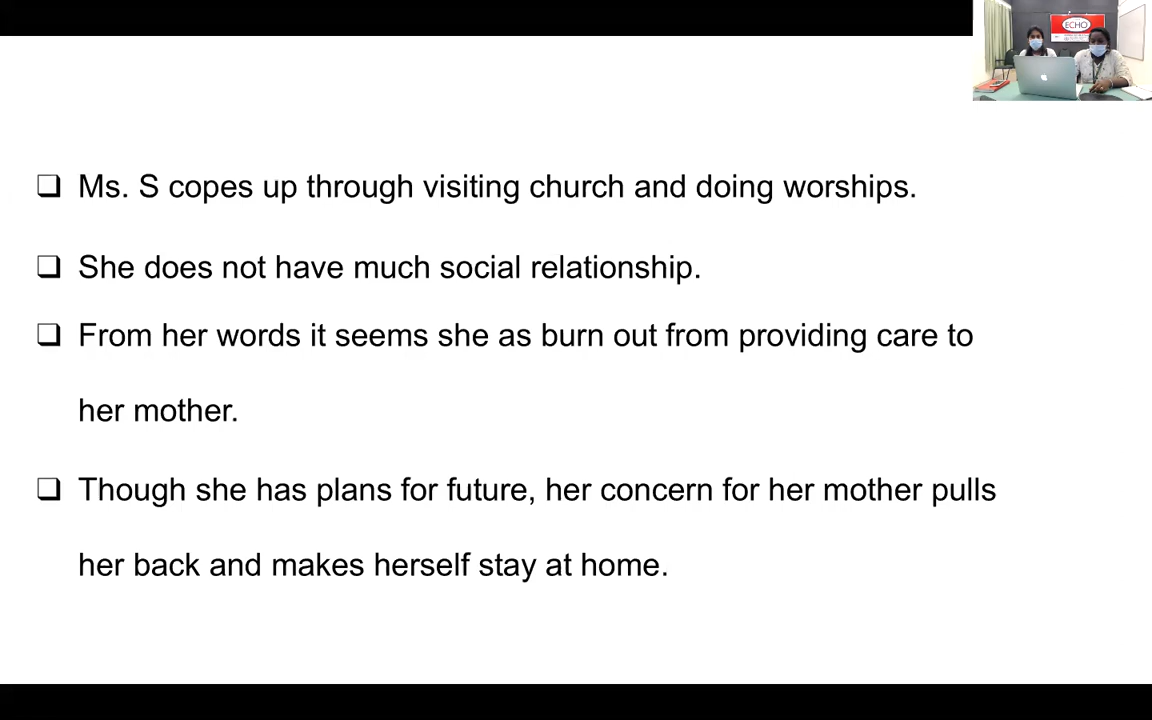 ECHO
❑ Ms. S copes up through visiting church and doing worships.
❑ She does not have much social relationship.
❑ From her words it seems she as burn out from providing care to
her mother.
❑ Though she has plans for future, her concern for her mother pulls
her back and makes herself stay at home.